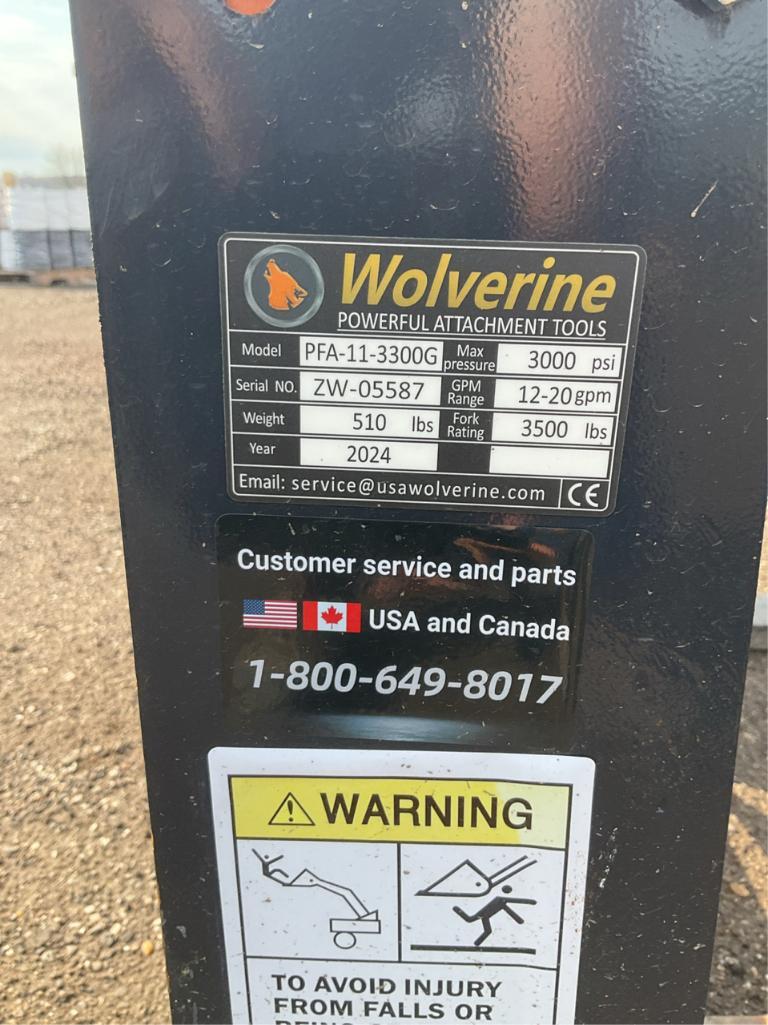 Wolverine
POWERFUL ATTACHMENT TOOLS
Model PFA-11-3300G Max pressure 3000 psi
Serial NO. ZW-05587 GPM Range 12-20 gpm
Weight 510 lbs Fork Rating 3500 lbs
Year 2024
Email: service@usawolverine.com CE
Customer service and parts
USA and Canada
1-800-649-8017
WARNING
TO AVOID INJURY
FROM FALLS OR